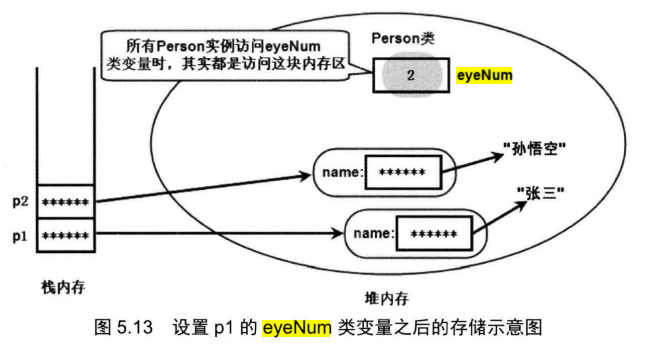 所有Person实例访问eyeNum
类变量时，其实都是访问这块内存区
Person类
2
eyeNum
name:
******
"孙悟空"
p2
******
name:
******
"张三"
p1
******
栈内存
堆内存
图 5.13 设置 p1 的 eyeNum 类变量之后的存储示意图